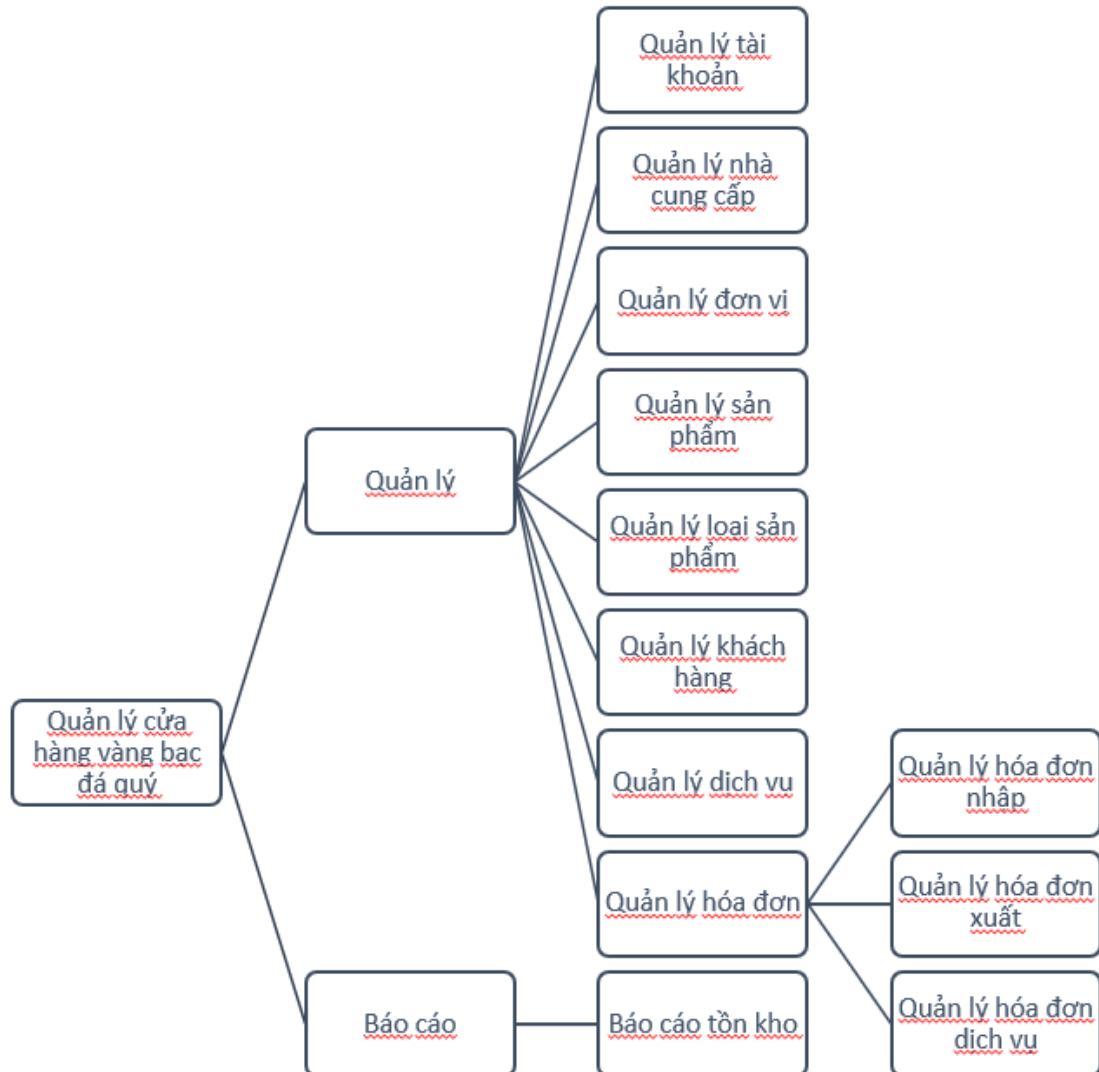 Quản lý tài
khoản
Quản lý nhà
cung cấp
Quản lý đơn vị
Quản lý sản
phẩm
Quản lý
Quản lý loại sản
phẩm
Quản lý khách
hàng
Quản lý cửa
hàng vàng bạc
đá quý
Quản lý dịch vụ
Quản lý hóa đơn
nhập
Quản lý hóa đơn
Quản lý hóa đơn
xuất
Báo cáo
Báo cáo tồn kho
Quản lý hóa đơn
dịch vụ